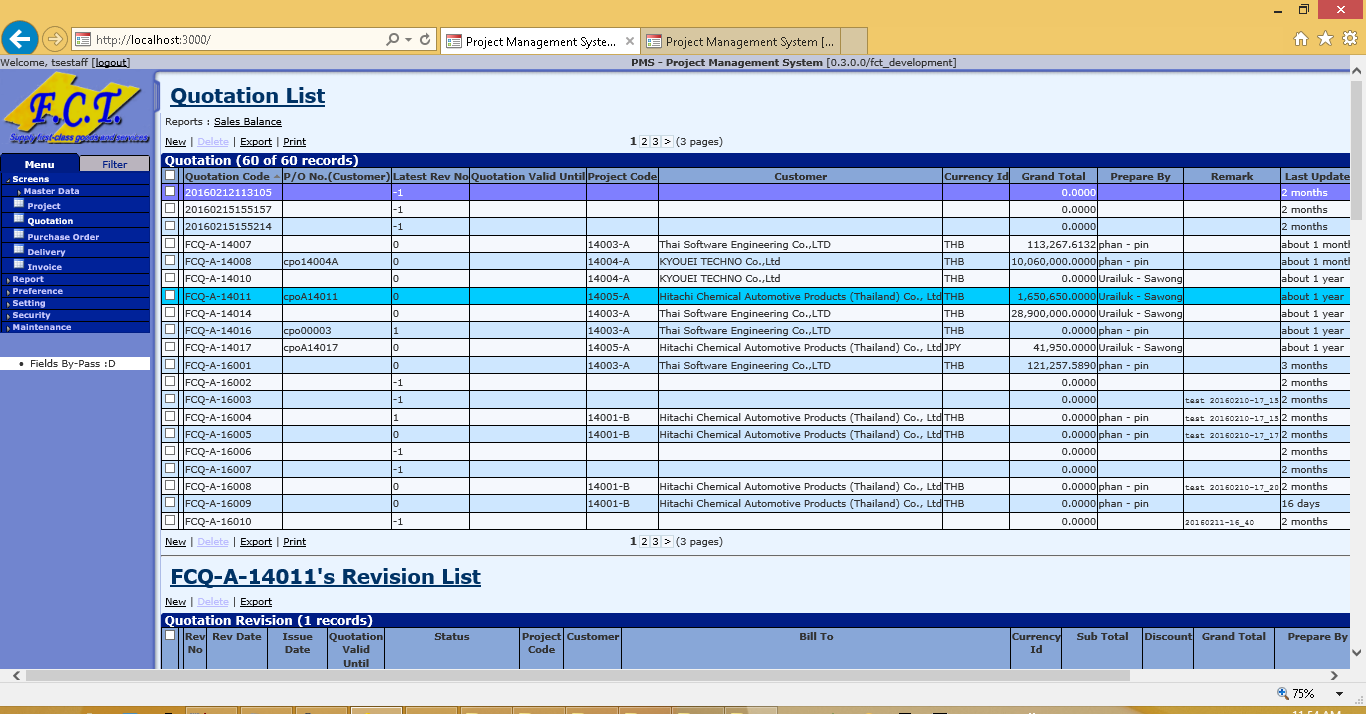 http://localhost:3000/
Project Management Syste...
Project Management System [...
Welcome, tsestaff [logout]
PMS - Project Management System [0.3.0.0/fct_development]
F.C.T.
Supply first-class goods and services
Menu Filter
Screens
Master Data
Project
Quotation
Purchase Order
Delivery
Invoice
Report
Preference
Setting
Security
Maintenance
• Fields By-Pass :D
Quotation List
Reports : Sales Balance
New | Delete | Export | Print 1 2 3 > (3 pages)
Quotation (60 of 60 records)
Quotation Code P/O No.(Customer) Latest Rev No Quotation Valid Until Project Code Customer Currency Id Grand Total Prepare By Remark Last Update
20160212113105 -1 0.0000 2 months
20160215155157 -1 0.0000 2 months
20160215155214 -1 0.0000 2 months
FCQ-A-14007 0 14003-A Thai Software Engineering Co.,LTD THB 113,267.6132 phan - pin about 1 month
FCQ-A-14008 cpo14004A 0 14004-A KYOUEI TECHNO Co.,Ltd THB 10,060,000.0000 phan - pin about 1 month
FCQ-A-14010 0 14004-A KYOUEI TECHNO Co.,Ltd THB 0.0000 Urailuk - Sawong about 1 year
FCQ-A-14011 cpoA14011 0 14005-A Hitachi Chemical Automotive Products (Thailand) Co., Ltd THB 1,650,650.0000 Urailuk - Sawong about 1 year
FCQ-A-14014 0 14003-A Thai Software Engineering Co.,LTD THB 28,900,000.0000 Urailuk - Sawong about 1 year
FCQ-A-14016 cpo00003 1 14003-A Thai Software Engineering Co.,LTD THB 0.0000 phan - pin about 1 year
FCQ-A-14017 cpoA14017 0 14005-A Hitachi Chemical Automotive Products (Thailand) Co., Ltd JPY 41,950.0000 Urailuk - Sawong about 1 year
FCQ-A-16001 0 14003-A Thai Software Engineering Co.,LTD THB 121,257.5890 phan - pin 3 months
FCQ-A-16002 -1 0.0000 2 months
FCQ-A-16003 -1 0.0000 test 20160210-17_15 2 months
FCQ-A-16004 1 14001-B Hitachi Chemical Automotive Products (Thailand) Co., Ltd THB 0.0000 phan - pin test 20160210-17_15 2 months
FCQ-A-16005 0 14001-B Hitachi Chemical Automotive Products (Thailand) Co., Ltd THB 0.0000 phan - pin test 20160210-17_17 2 months
FCQ-A-16006 -1 0.0000 2 months
FCQ-A-16007 -1 0.0000 2 months
FCQ-A-16008 0 14001-B Hitachi Chemical Automotive Products (Thailand) Co., Ltd THB 0.0000 phan - pin test 20160210-17_20 2 months
FCQ-A-16009 0 14001-B Hitachi Chemical Automotive Products (Thailand) Co., Ltd THB 0.0000 phan - pin 16 days
FCQ-A-16010 -1 0.0000 20160211-16_40 2 months
New | Delete | Export | Print 1 2 3 > (3 pages)
FCQ-A-14011's Revision List
New | Delete | Export
Quotation Revision (1 records)
Rev No Rev Date Issue Date Quotation Valid Until Status Project Code Customer Bill To Currency Id Sub Total Discount Grand Total Prepare By
75%